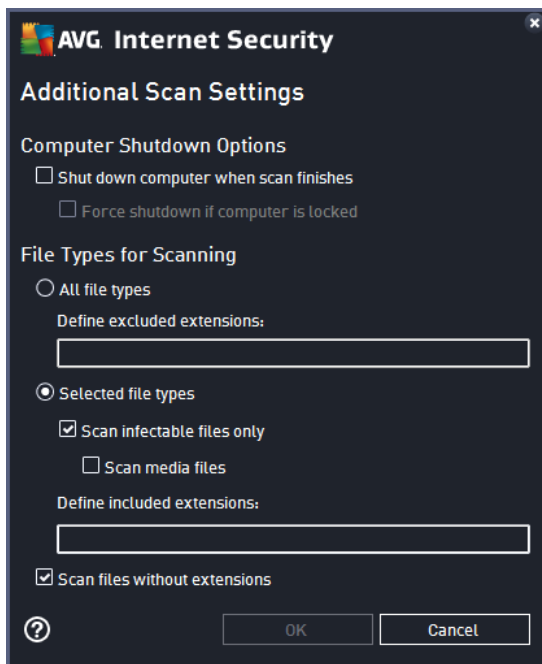 AVG. Internet Security
Additional Scan Settings
Computer Shutdown Options
Shut down computer when scan finishes
Force shutdown if computer is locked
File Types for Scanning
All file types
Define excluded extensions:
Selected file types
Scan infectable files only
Scan media files
Define included extensions:
Scan files without extensions
? OK Cancel